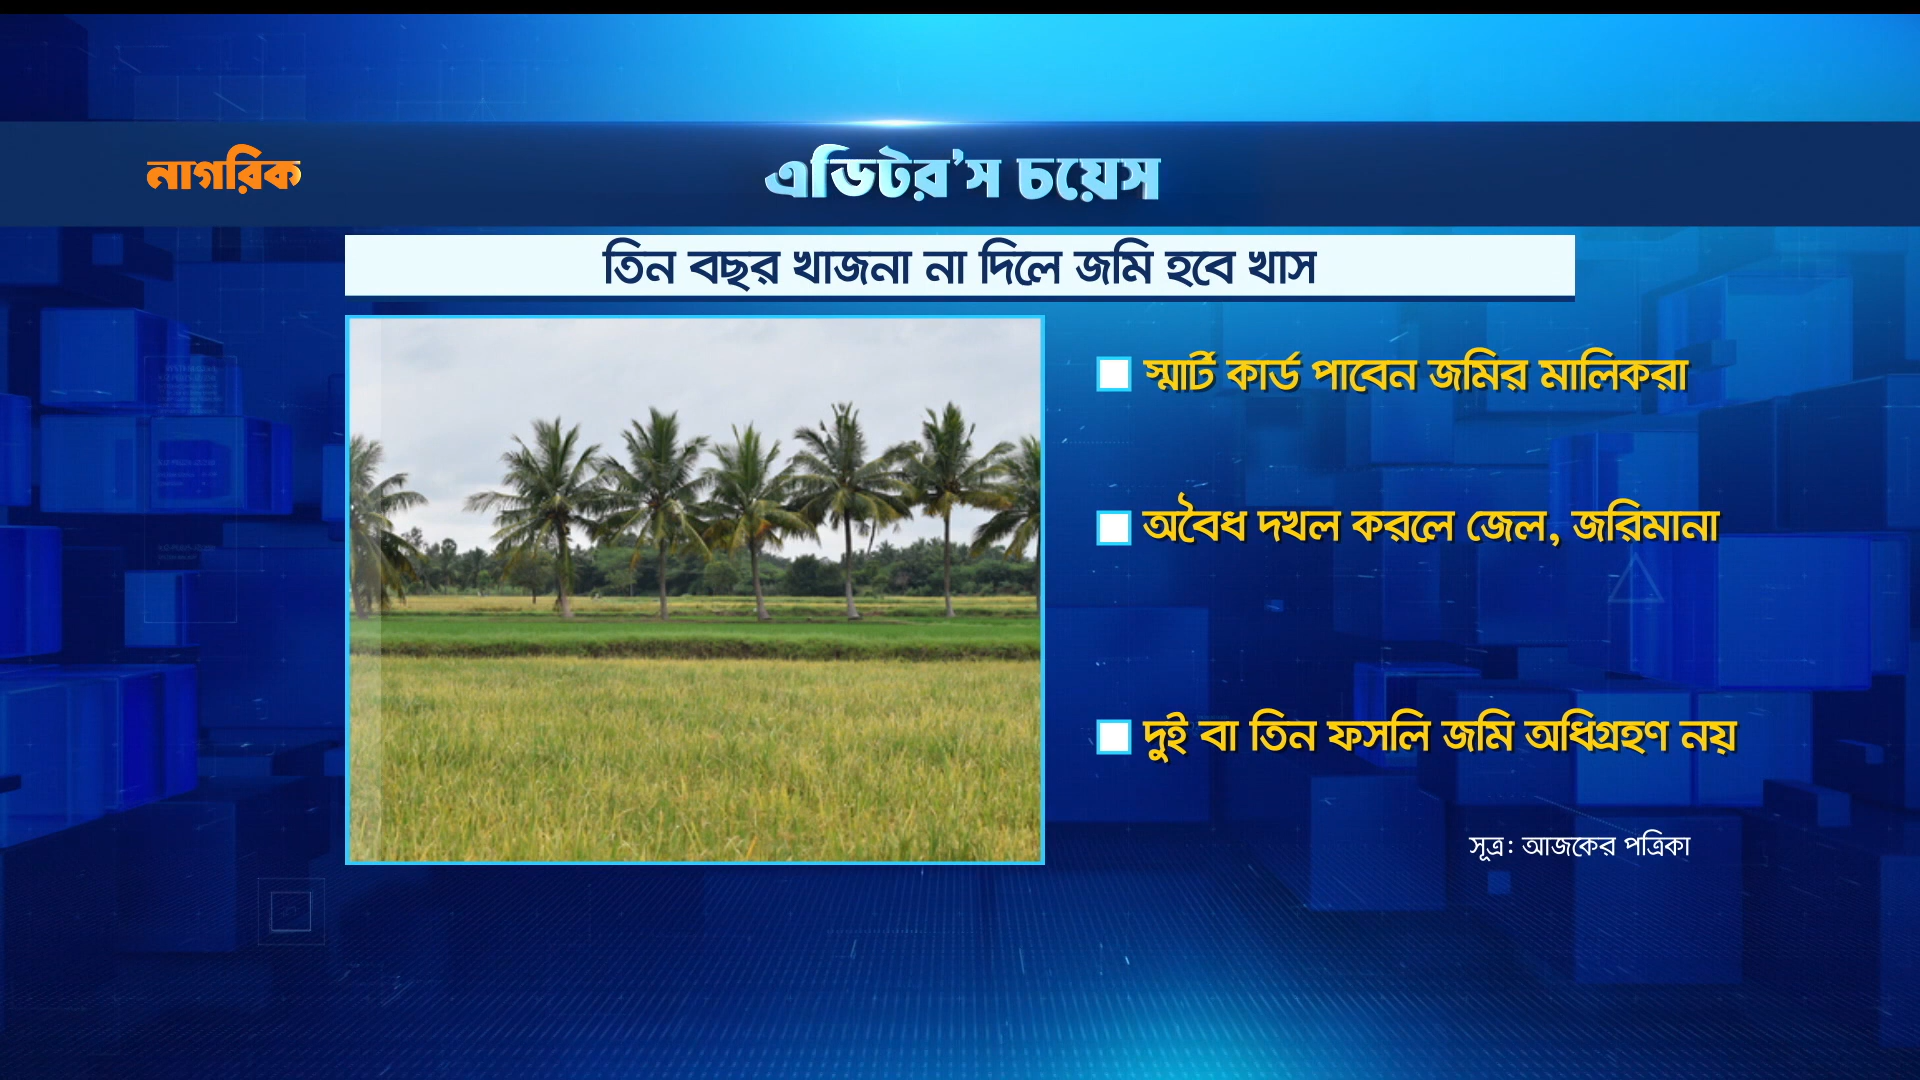 নাগরিক
এডিটর’স চয়েস
তিন বছর খাজনা না দিলে জমি হবে খাস
স্মার্ট কার্ড পাবেন জমির মালিকরা
অবৈধ দখল করলে জেল, জরিমানা
দুই বা তিন ফসলি জমি অধিগ্রহণ নয়
সূত্র: আজকের পত্রিকা